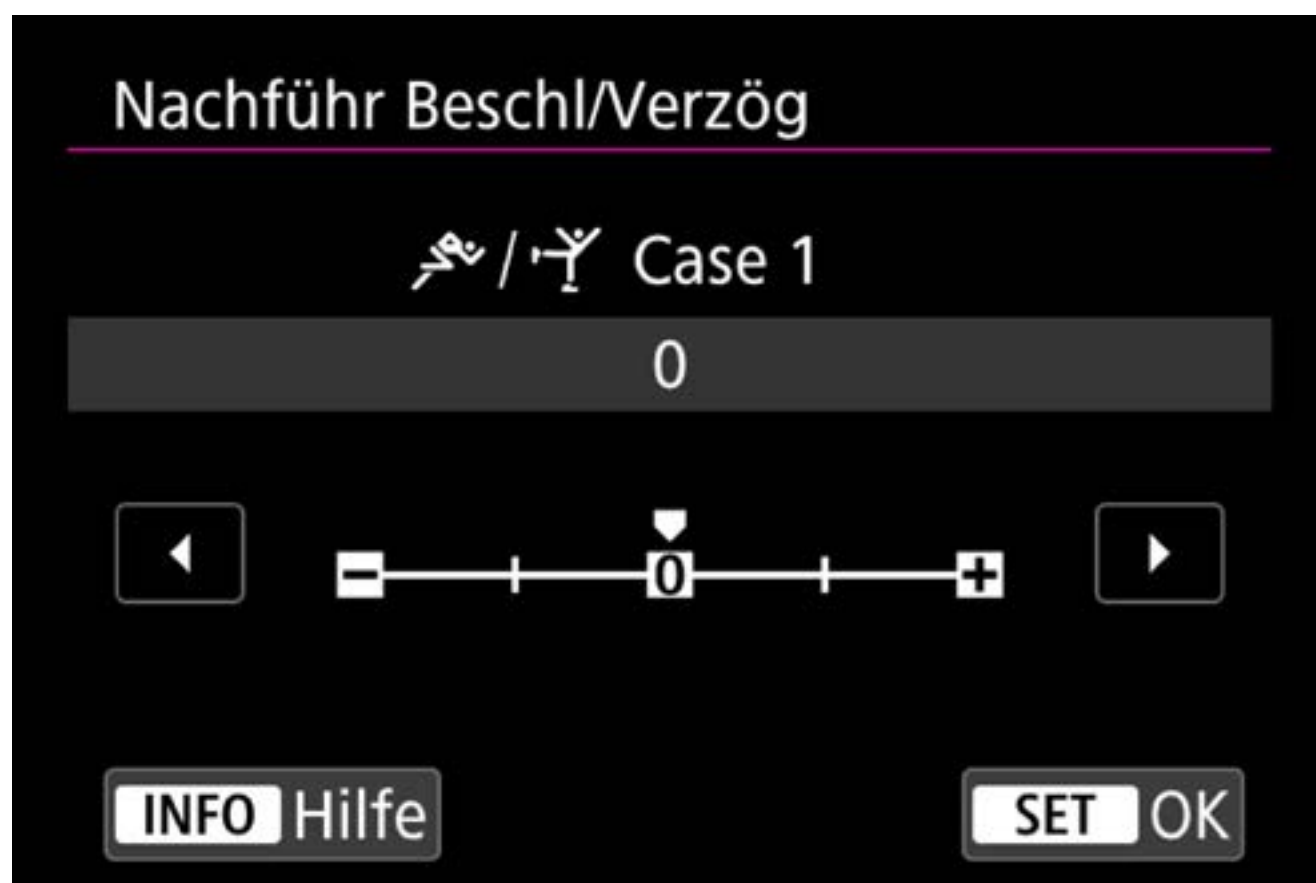 Nachführ Beschl/Verzög
/ Case 1
0
- 0 +
INFO Hilfe
SET OK